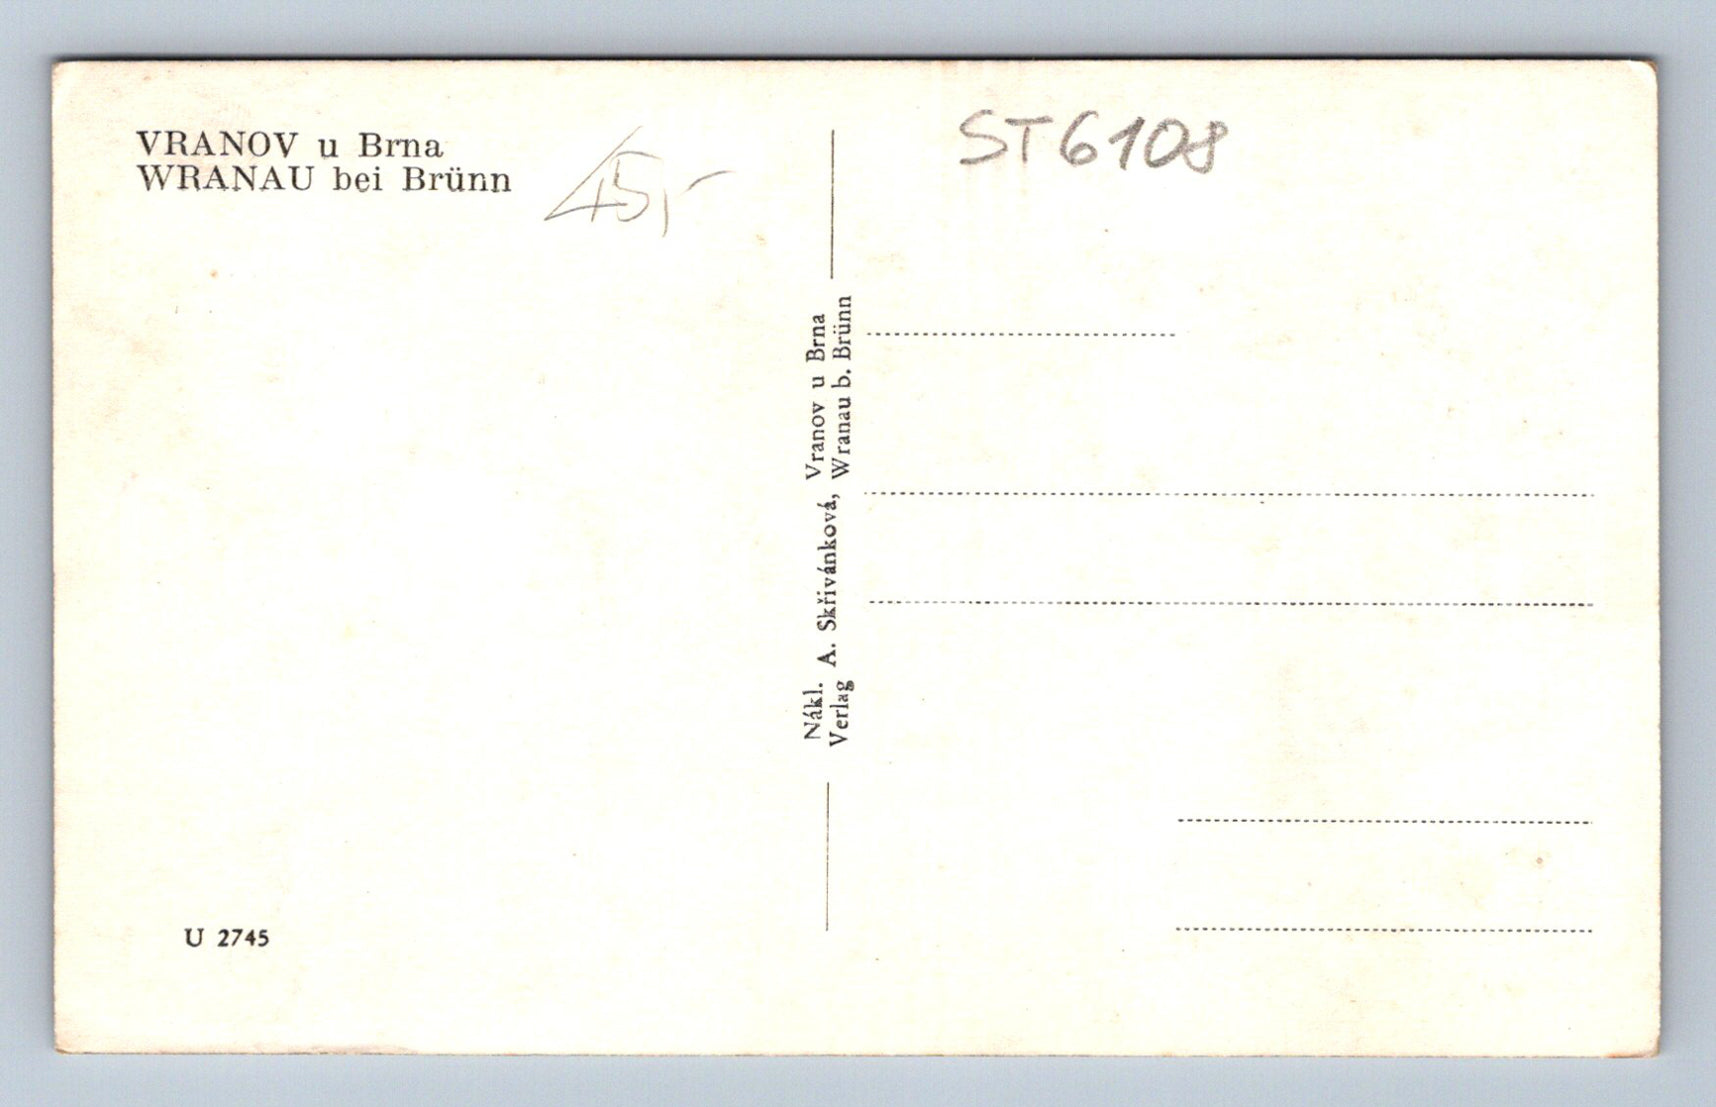 VRANOV u Brna
WRANAU bei Brünn
45,-
ST6108
Nákl. A. Skřivánková, Vranov u Brna
Verlag Wranau b. Brünn
U 2745